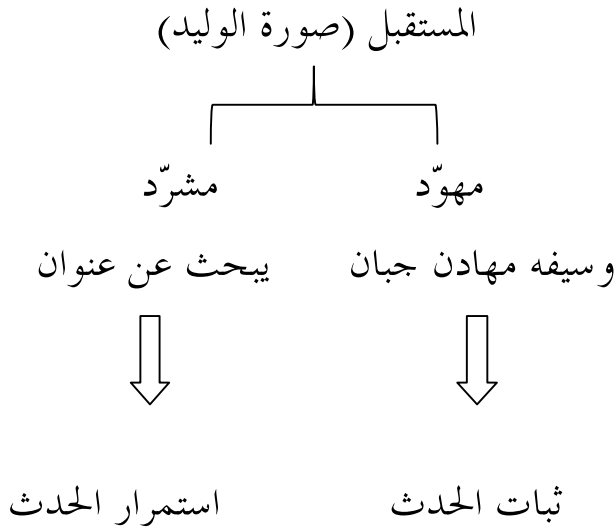 المستقبل (صورة الوليد)
مهوّد مشرّد
وسيفه مهادن جبان يبحث عن عنوان
ثبات الحدث استمرار الحدث